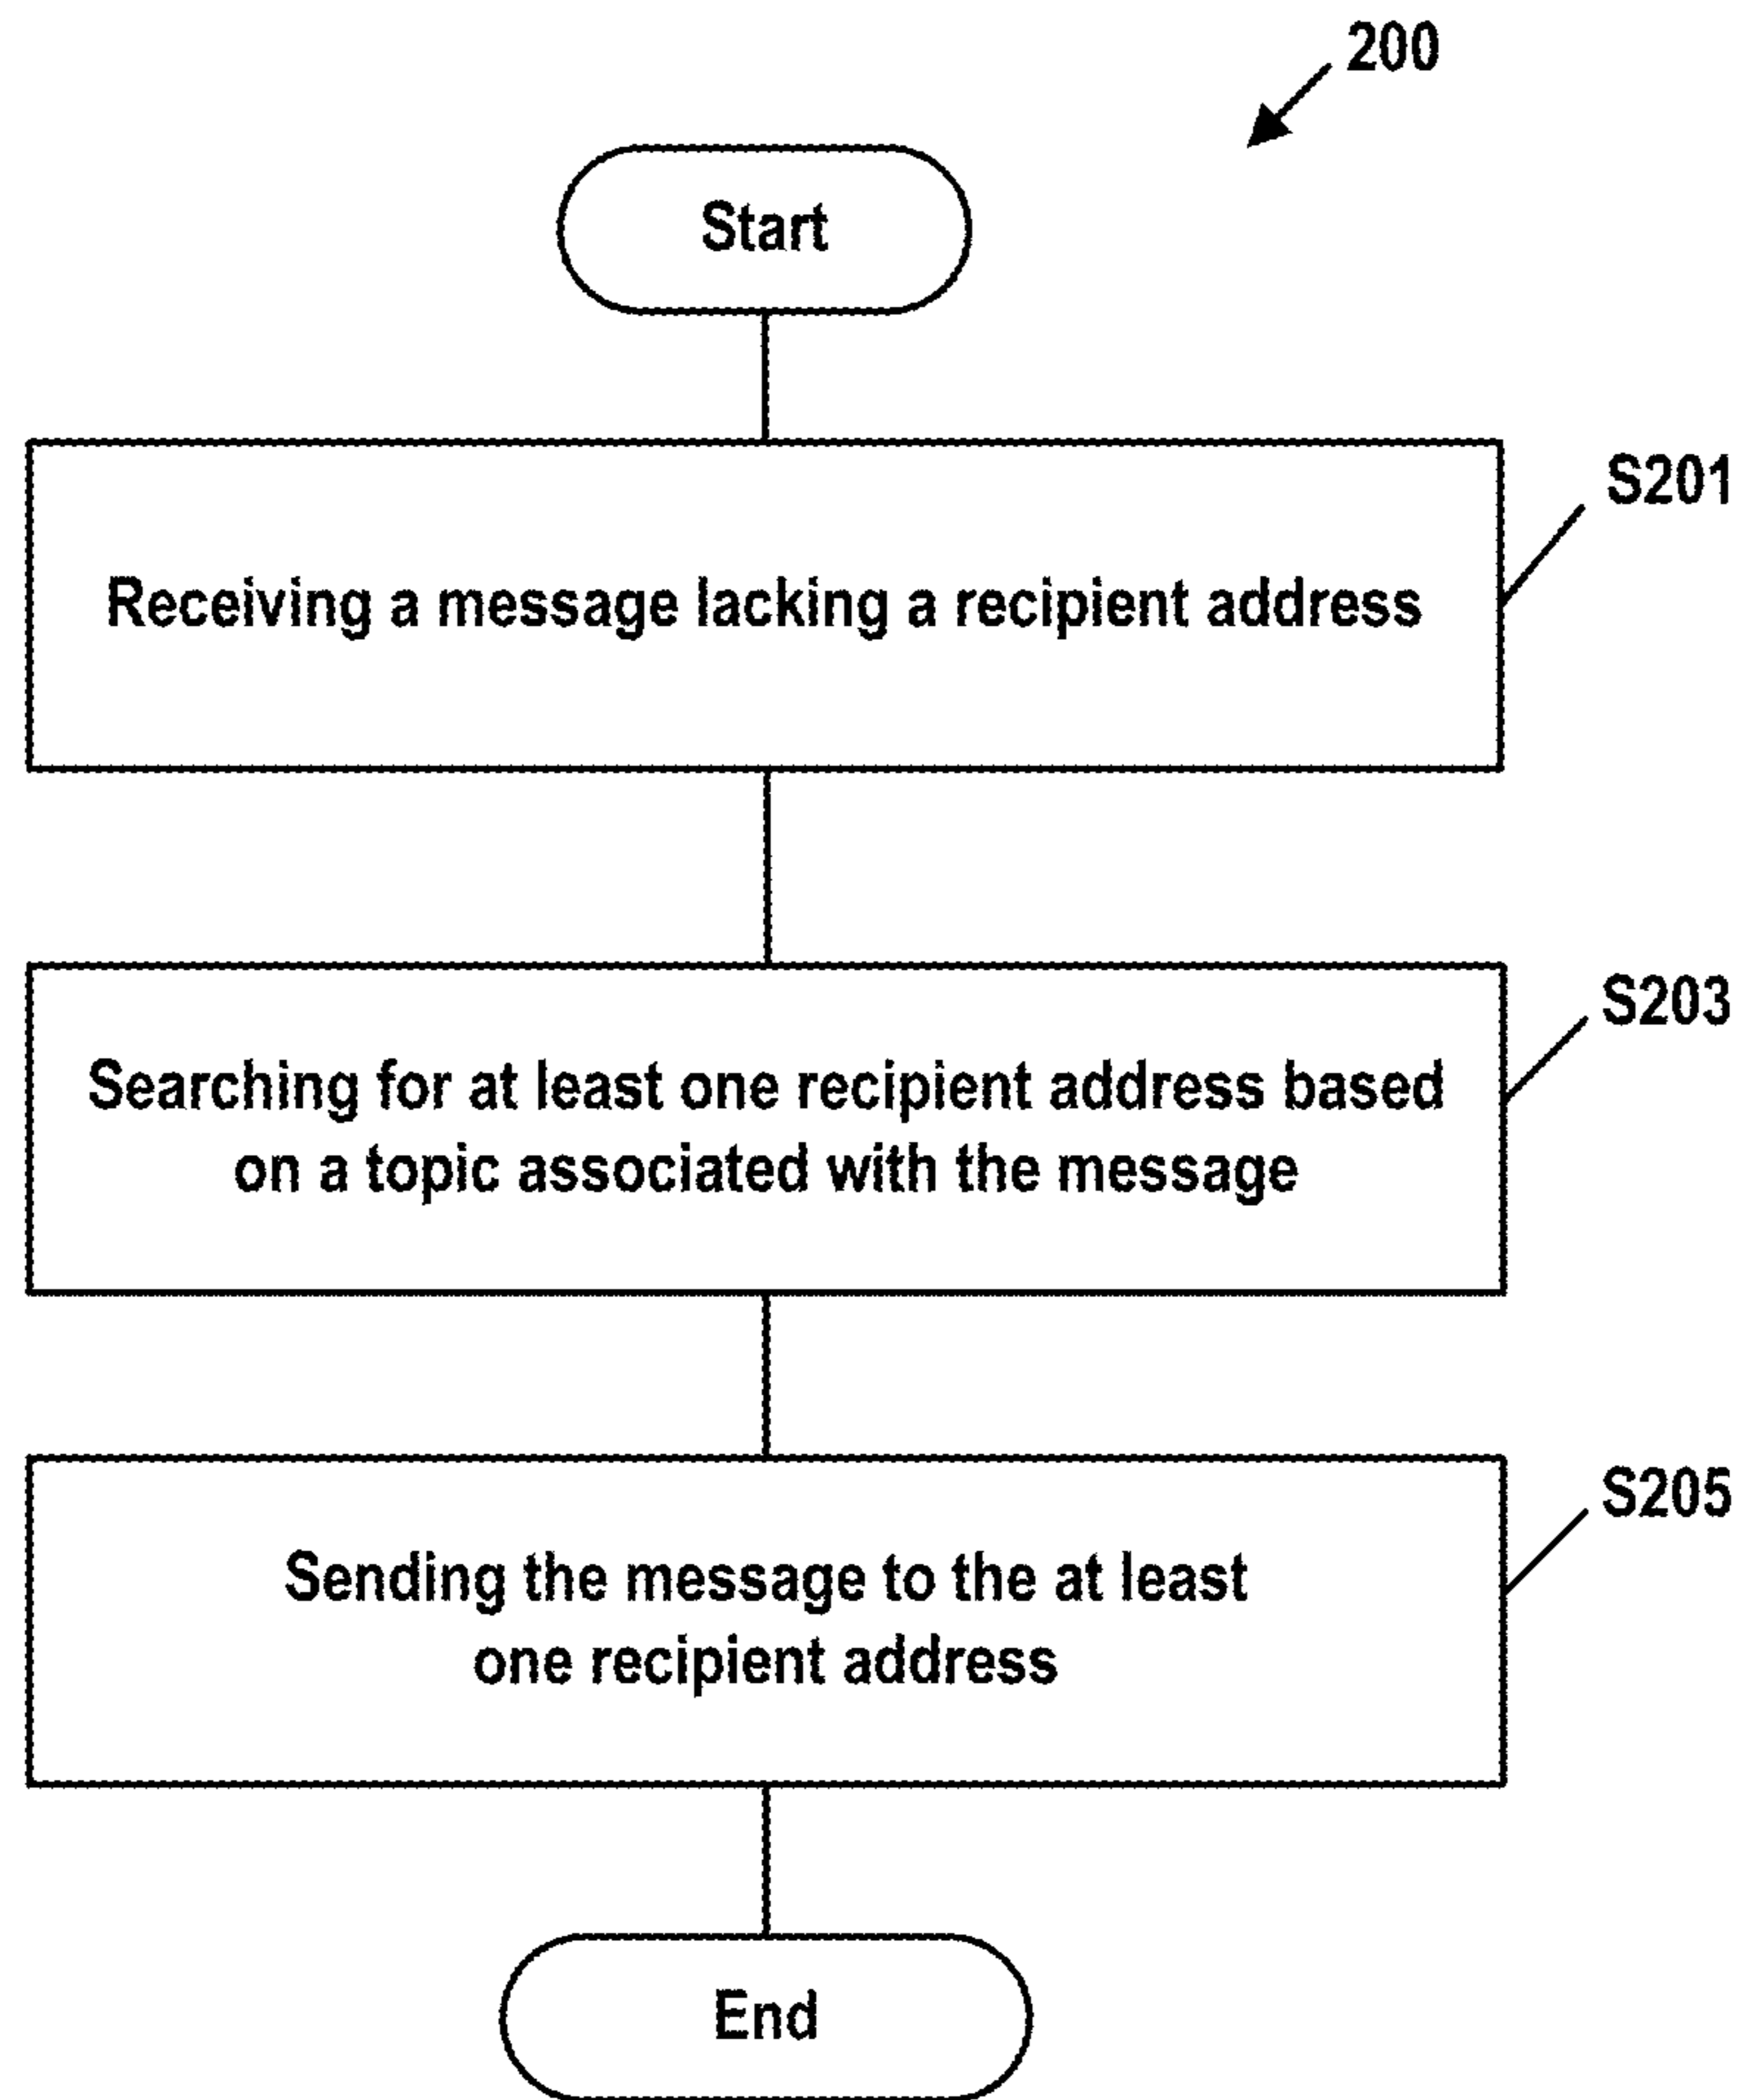 200
Start
S201
Receiving a message lacking a recipient address
S203
Searching for at least one recipient address based
on a topic associated with the message
S205
Sending the message to the at least
one recipient address
End